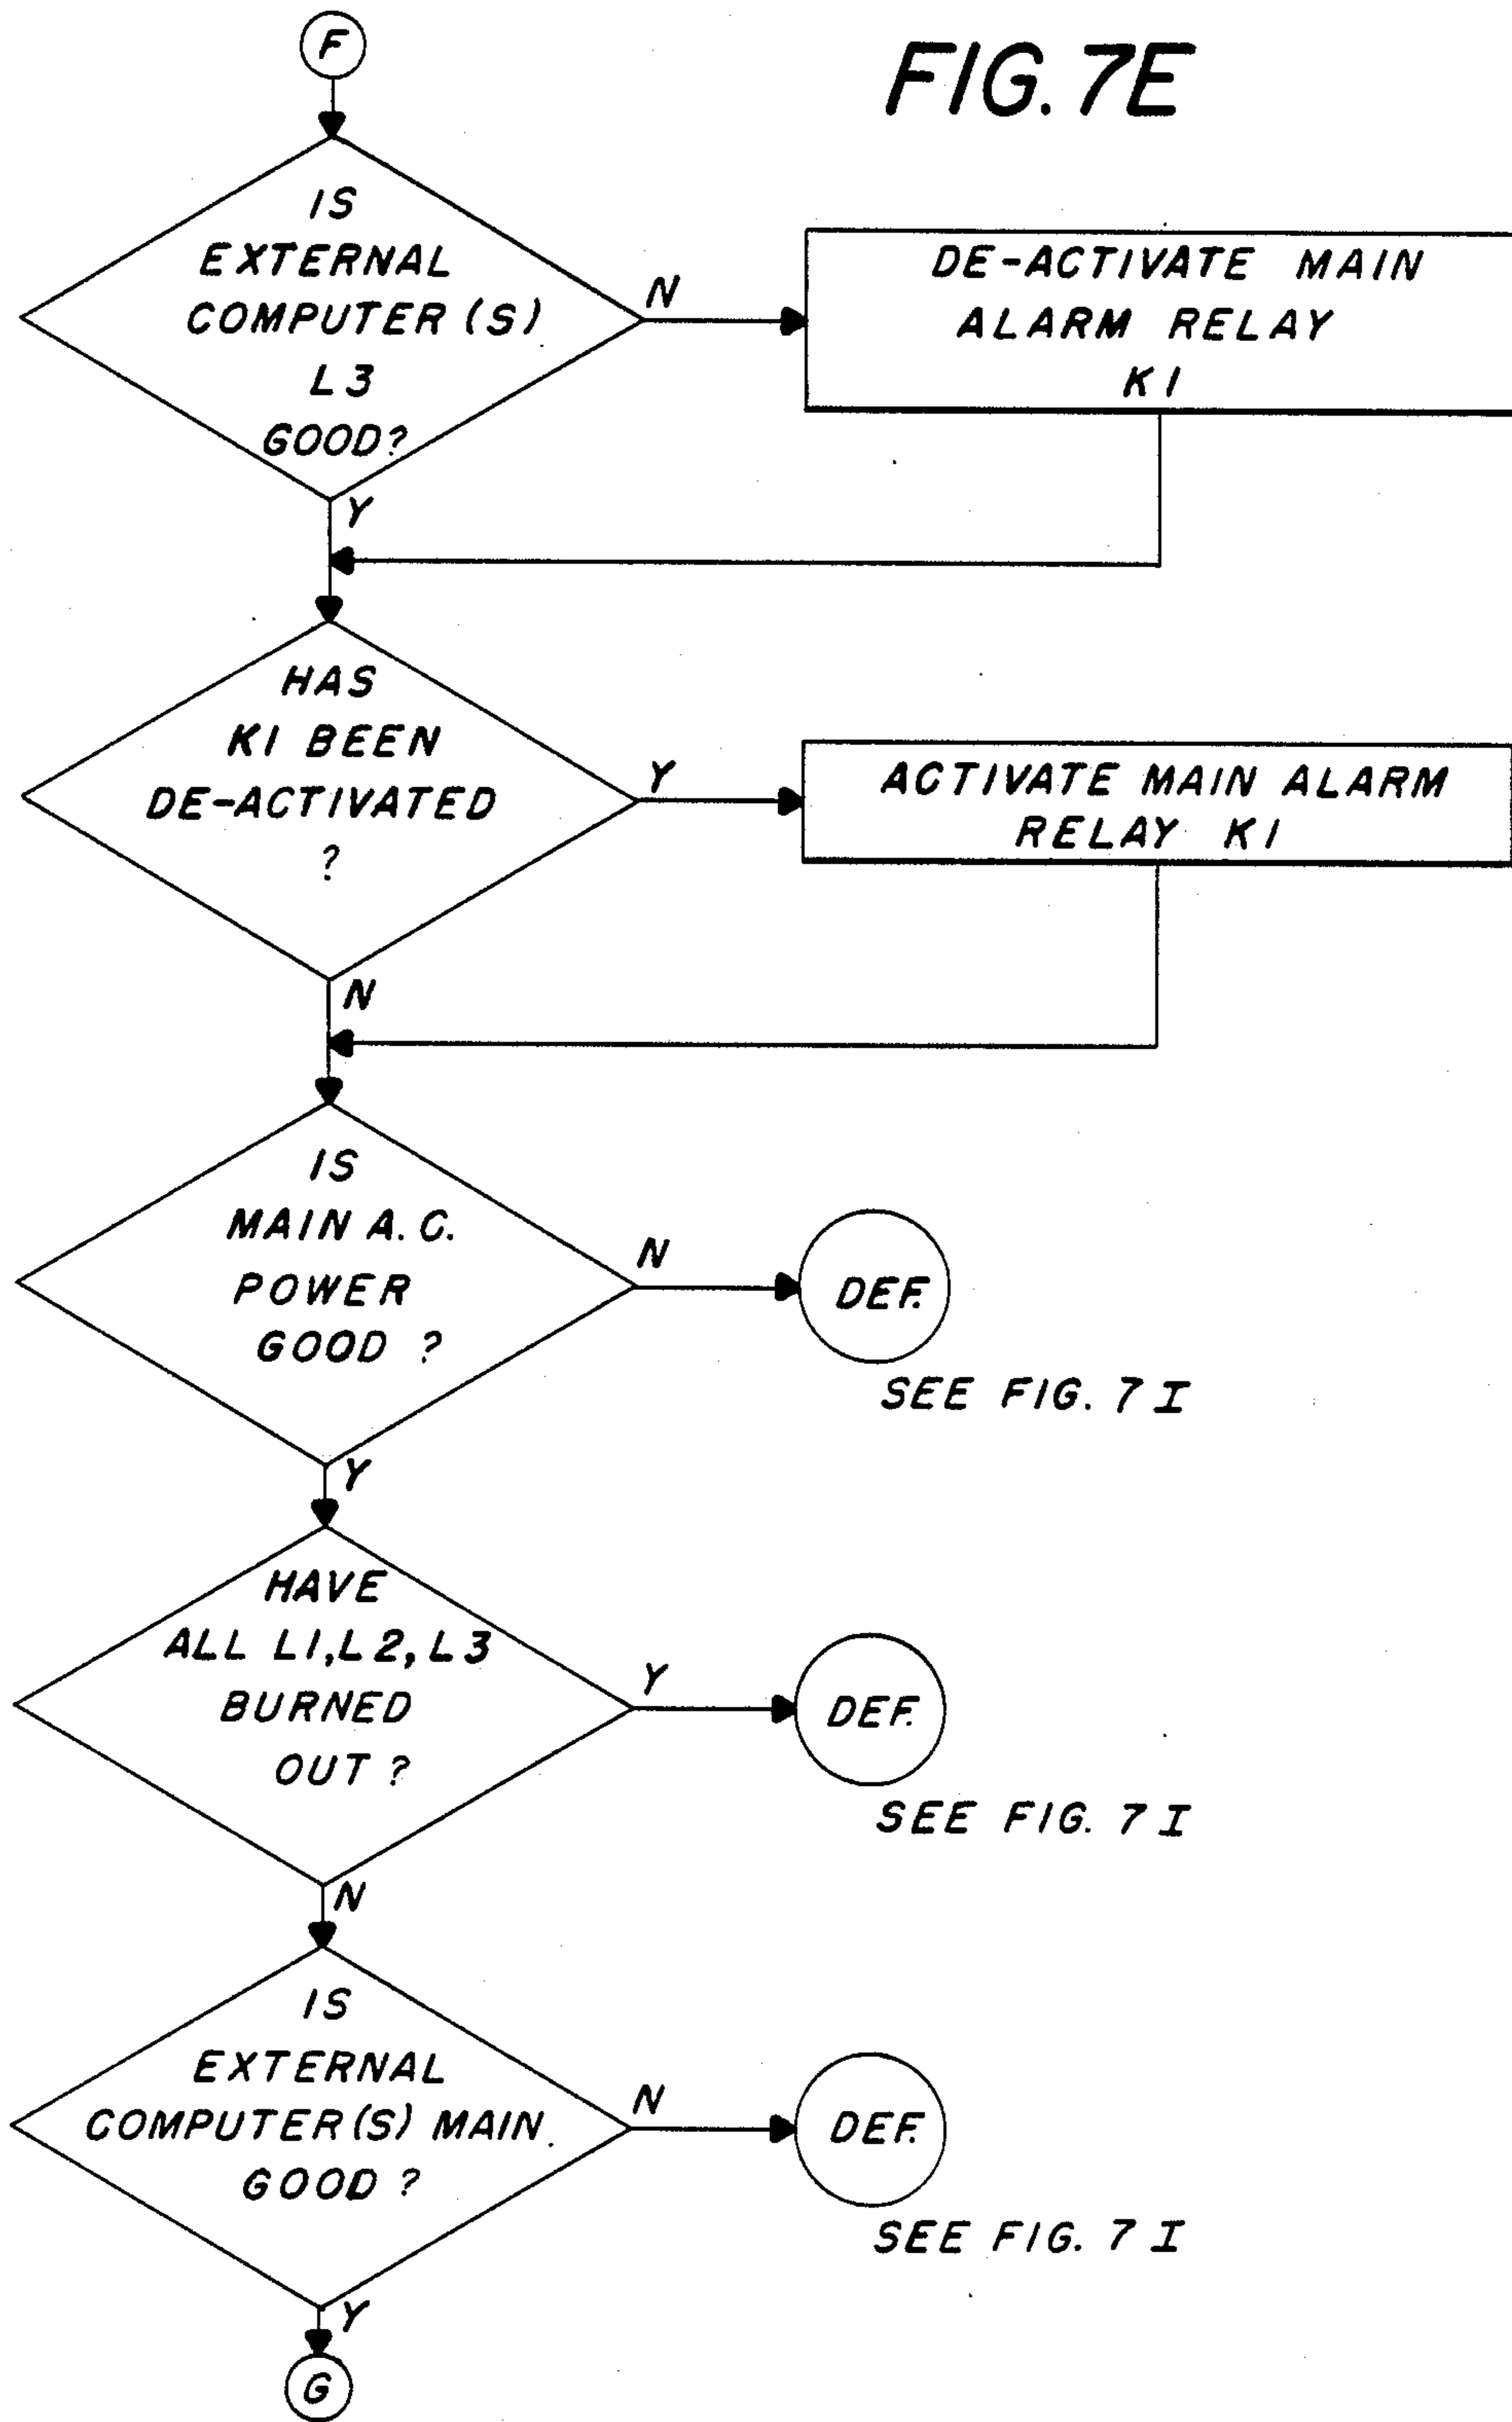 F
FIG. 7E
IS
EXTERNAL
COMPUTER (S)
L3
GOOD?
N
DE-ACTIVATE MAIN
ALARM RELAY
K1
Y
HAS
K1 BEEN
DE-ACTIVATED
?
Y
ACTIVATE MAIN ALARM
RELAY K1
N
IS
MAIN A.C.
POWER
GOOD ?
N
DEF.
SEE FIG. 7 I
Y
HAVE
ALL L1, L2, L3
BURNED
OUT ?
Y
DEF.
SEE FIG. 7 I
N
IS
EXTERNAL
COMPUTER(S) MAIN
GOOD ?
N
DEF.
SEE FIG. 7 I
Y
G